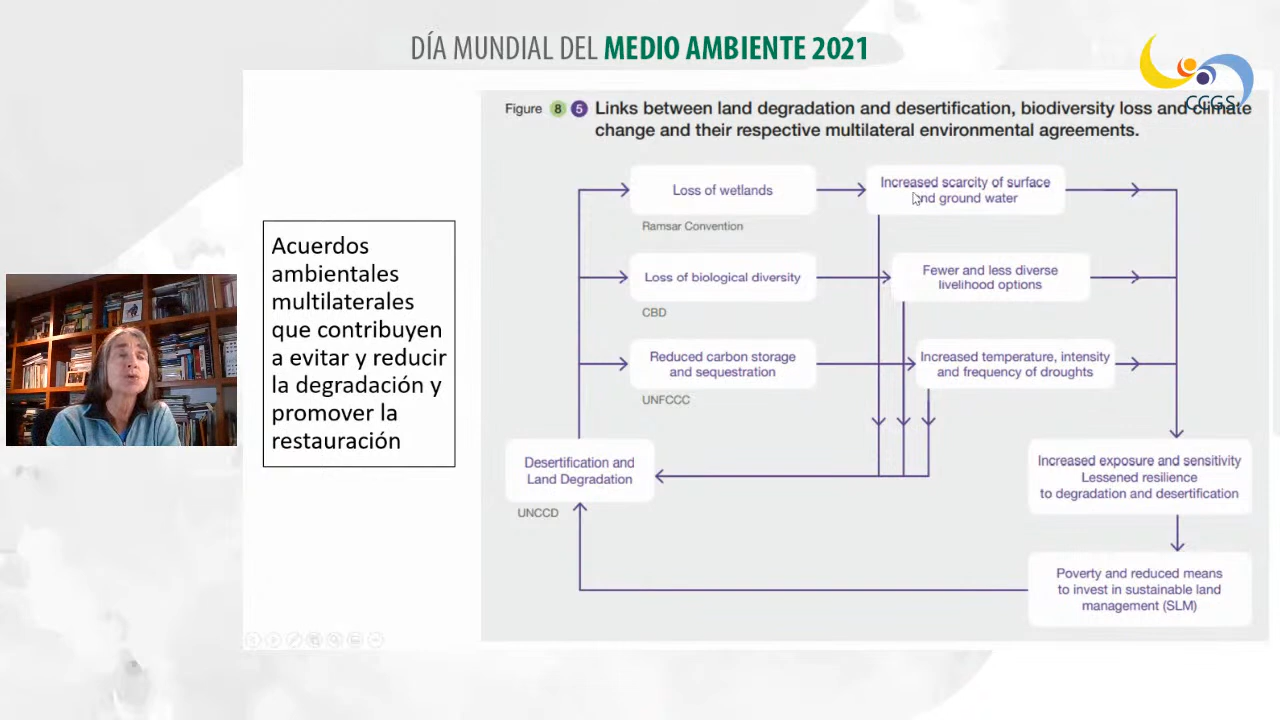 DÍA MUNDIAL DEL MEDIO AMBIENTE 2021
CCGS
Figure 8 5 Links between land degradation and desertification, biodiversity loss and climate
change and their respective multilateral environmental agreements.
Acuerdos
ambientales
multilaterales
que contribuyen
a evitar y reducir
la degradación y
promover la
restauración
Loss of wetlands
Ramsar Convention
Increased scarcity of surface
and ground water
Loss of biological diversity
CBD
Fewer and less diverse
livelihood options
Reduced carbon storage
and sequestration
UNFCCC
Increased temperature, intensity
and frequency of droughts
Desertification and
Land Degradation
UNCCD
Increased exposure and sensitivity
Lessened resilience
to degradation and desertification
Poverty and reduced means
to invest in sustainable land
management (SLM)